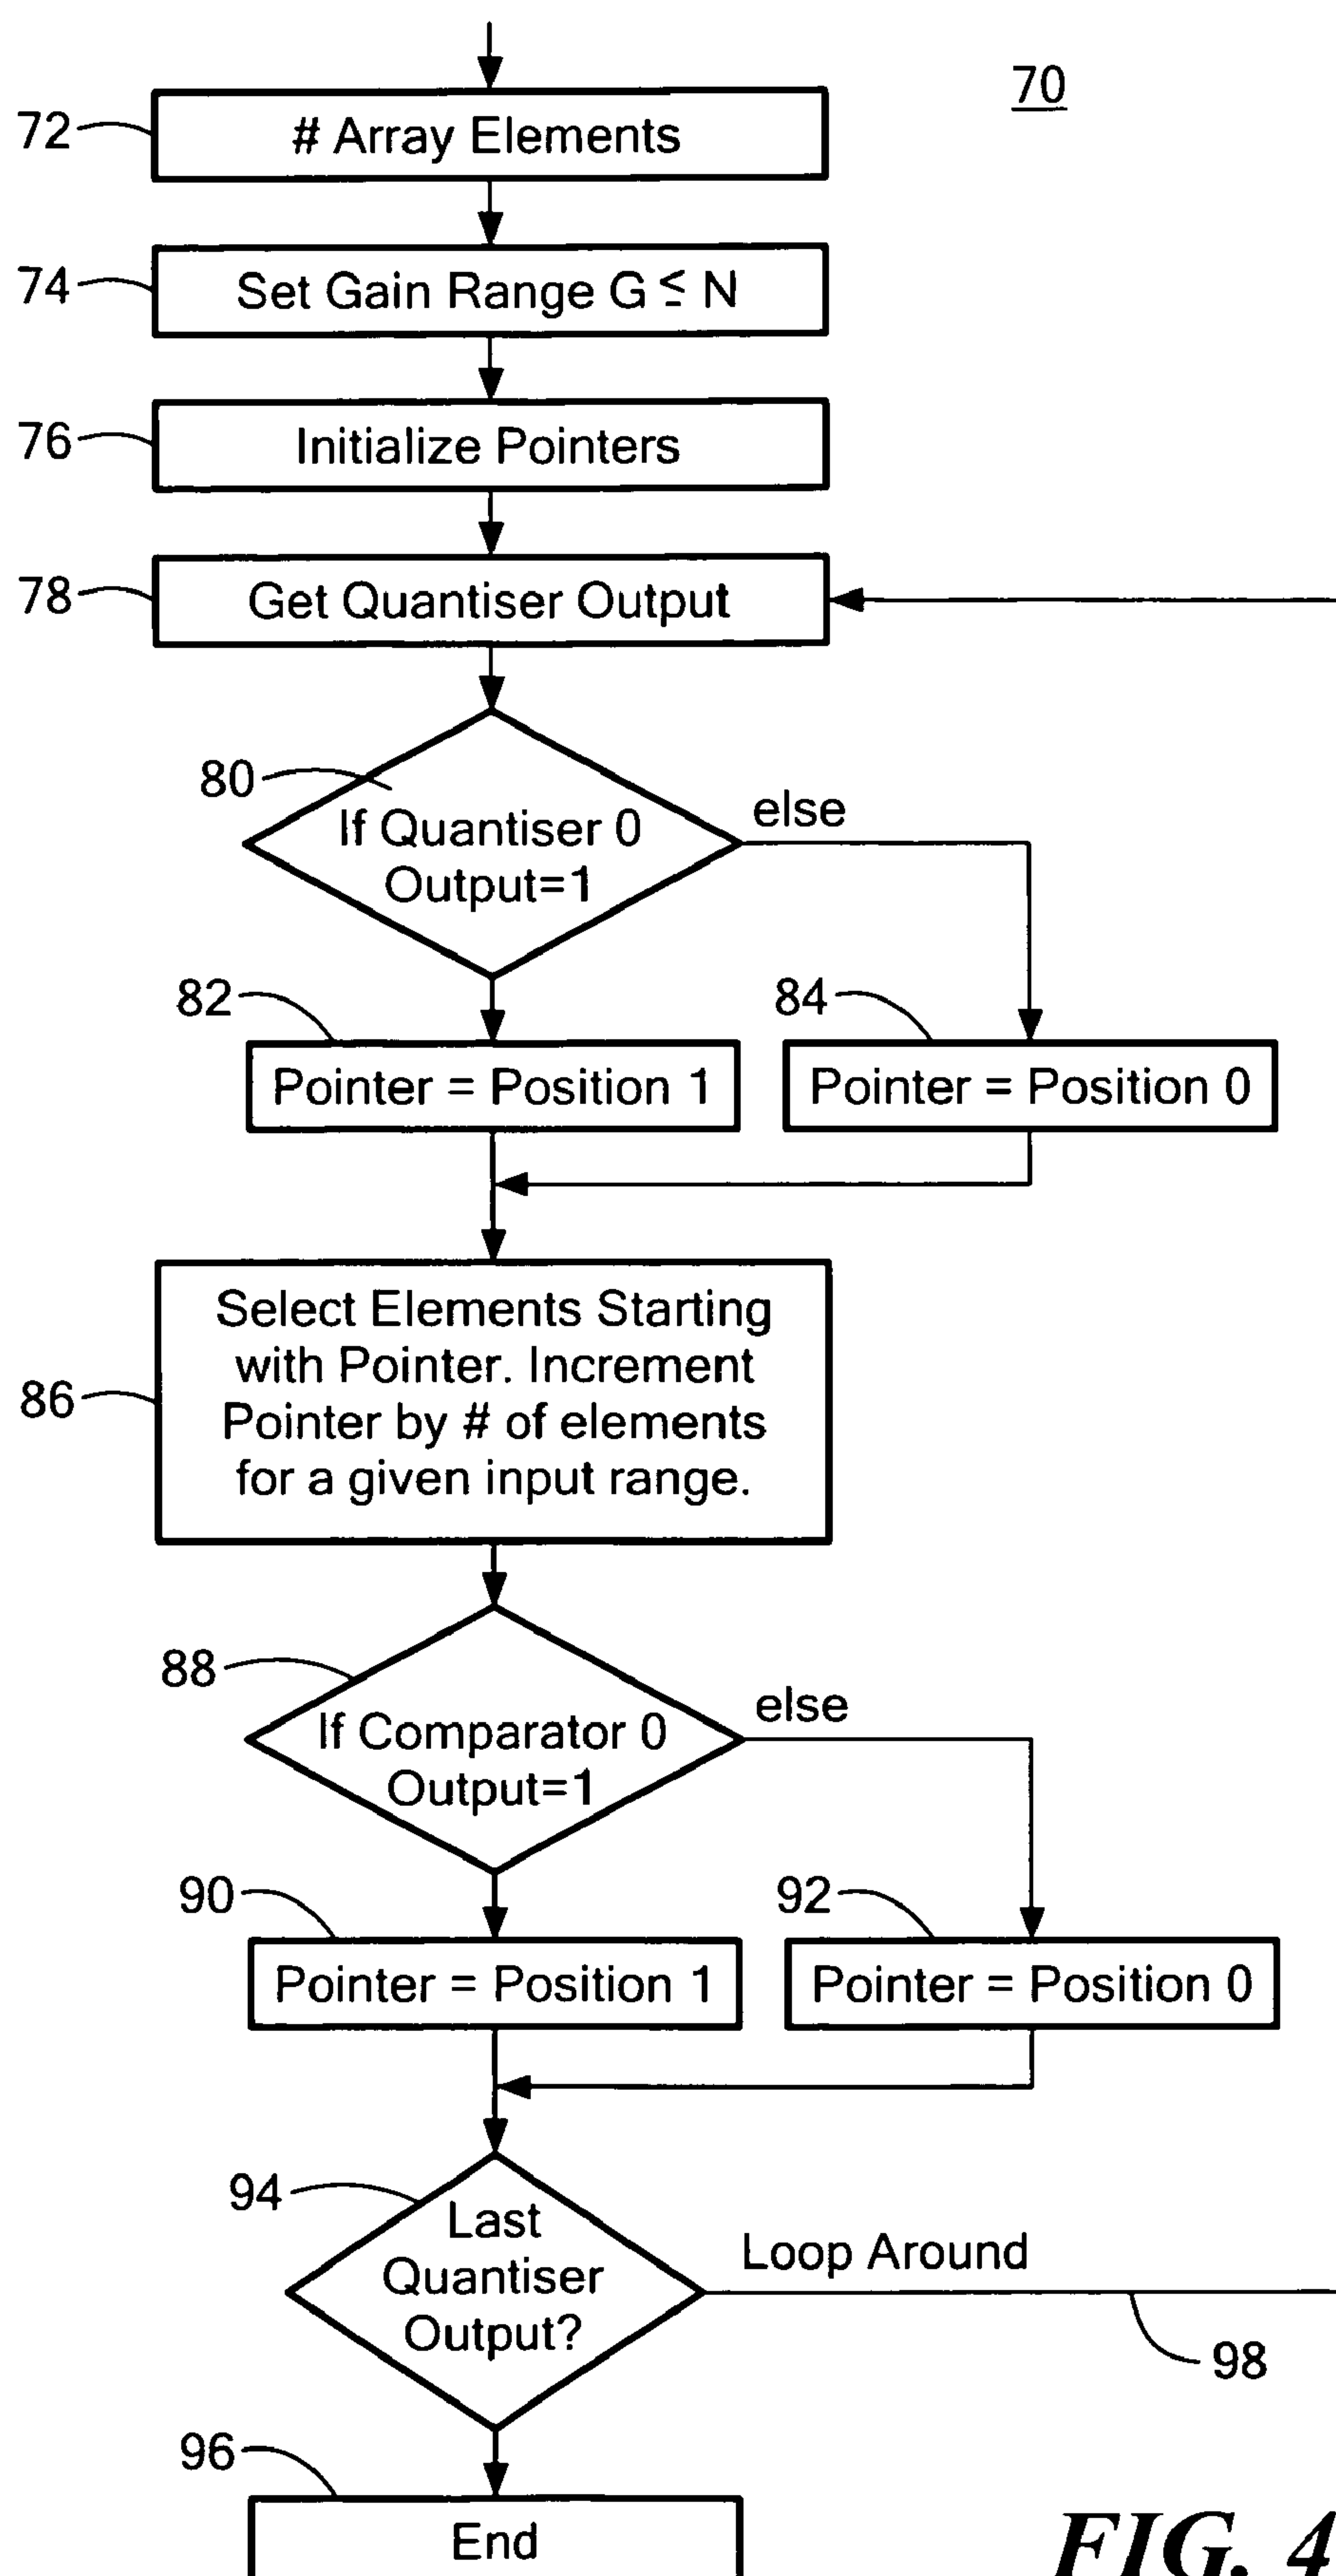 70
72
# Array Elements
74
Set Gain Range G ≤ N
76
Initialize Pointers
78
Get Quantiser Output
80
If Quantiser 0
Output=1
else
82
Pointer = Position 1
84
Pointer = Position 0
86
Select Elements Starting
with Pointer. Increment
Pointer by # of elements
for a given input range.
88
If Comparator 0
Output=1
else
90
Pointer = Position 1
92
Pointer = Position 0
94
Last
Quantiser
Output?
Loop Around
98
96
End
FIG. 4